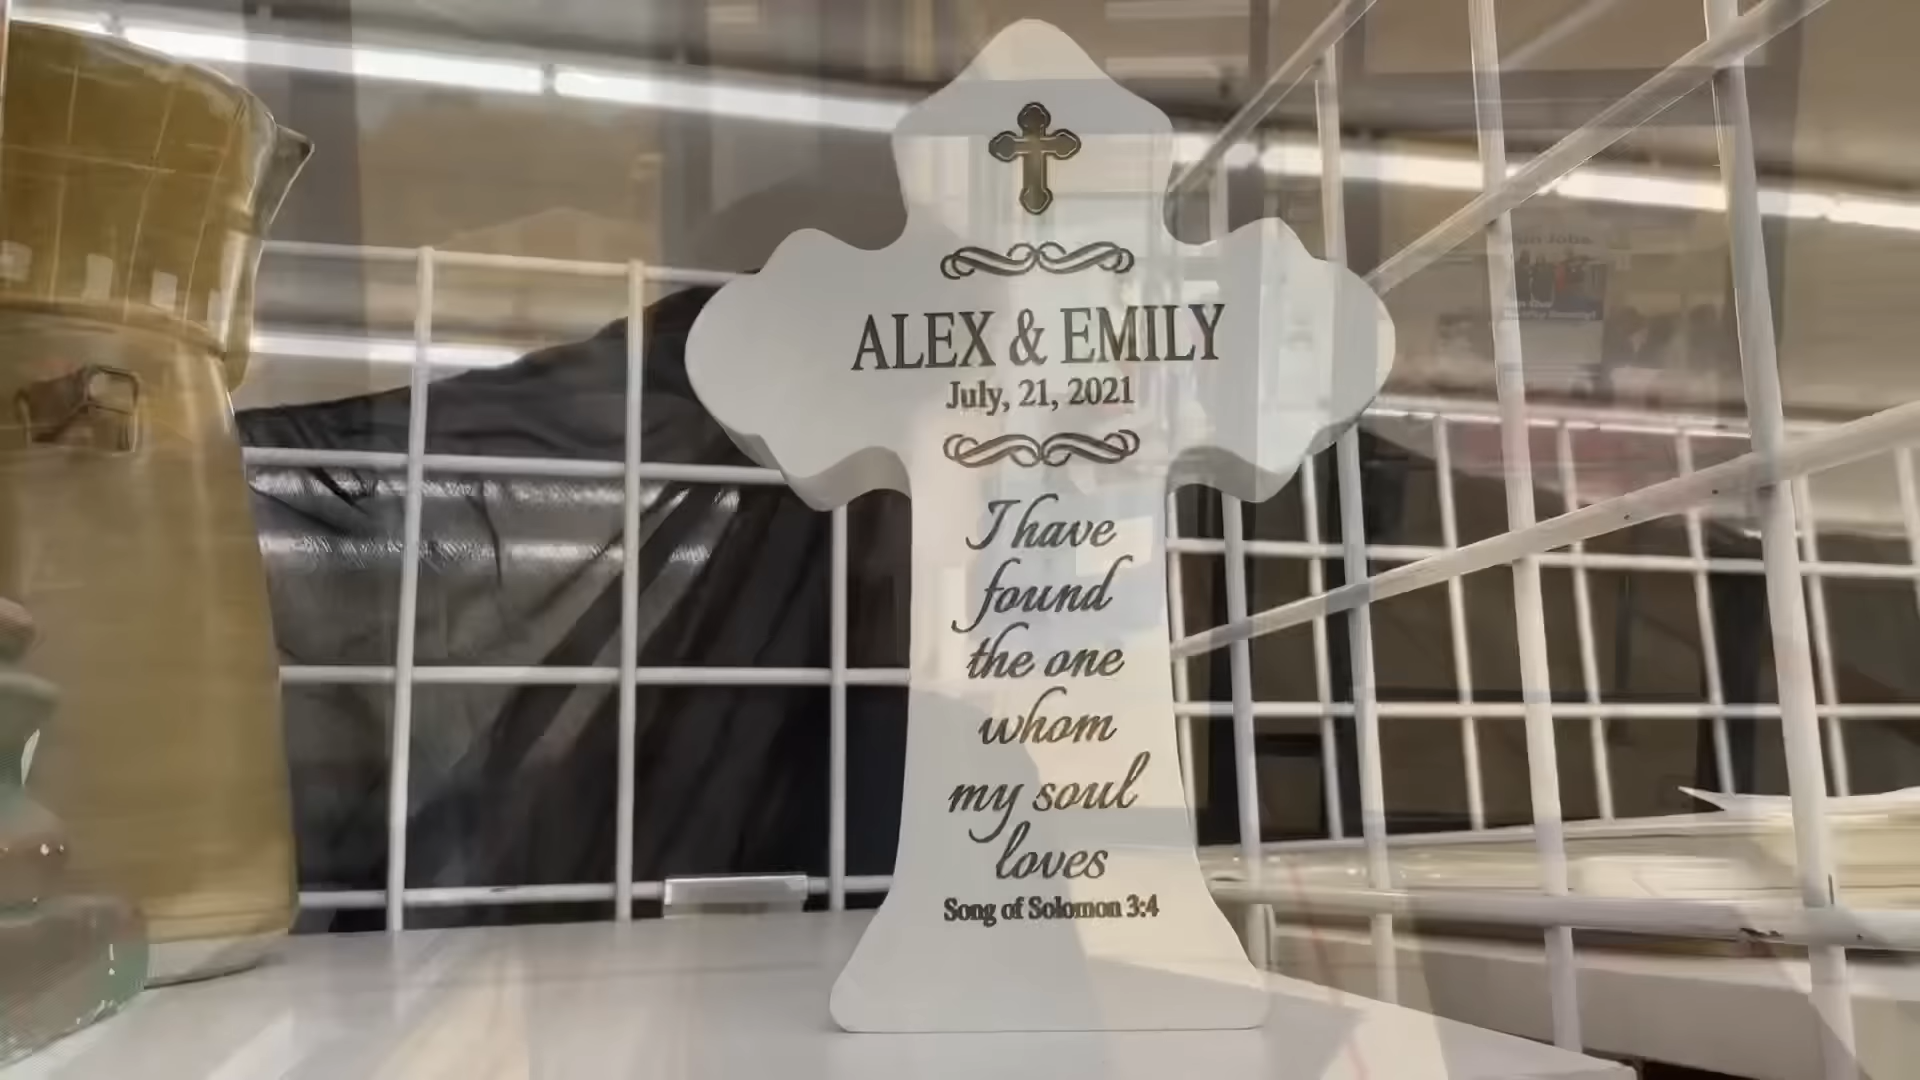 ALEX & EMILY
July, 21, 2021
I have
found
the one
whom
my soul
loves
Song of Solomon 3:4